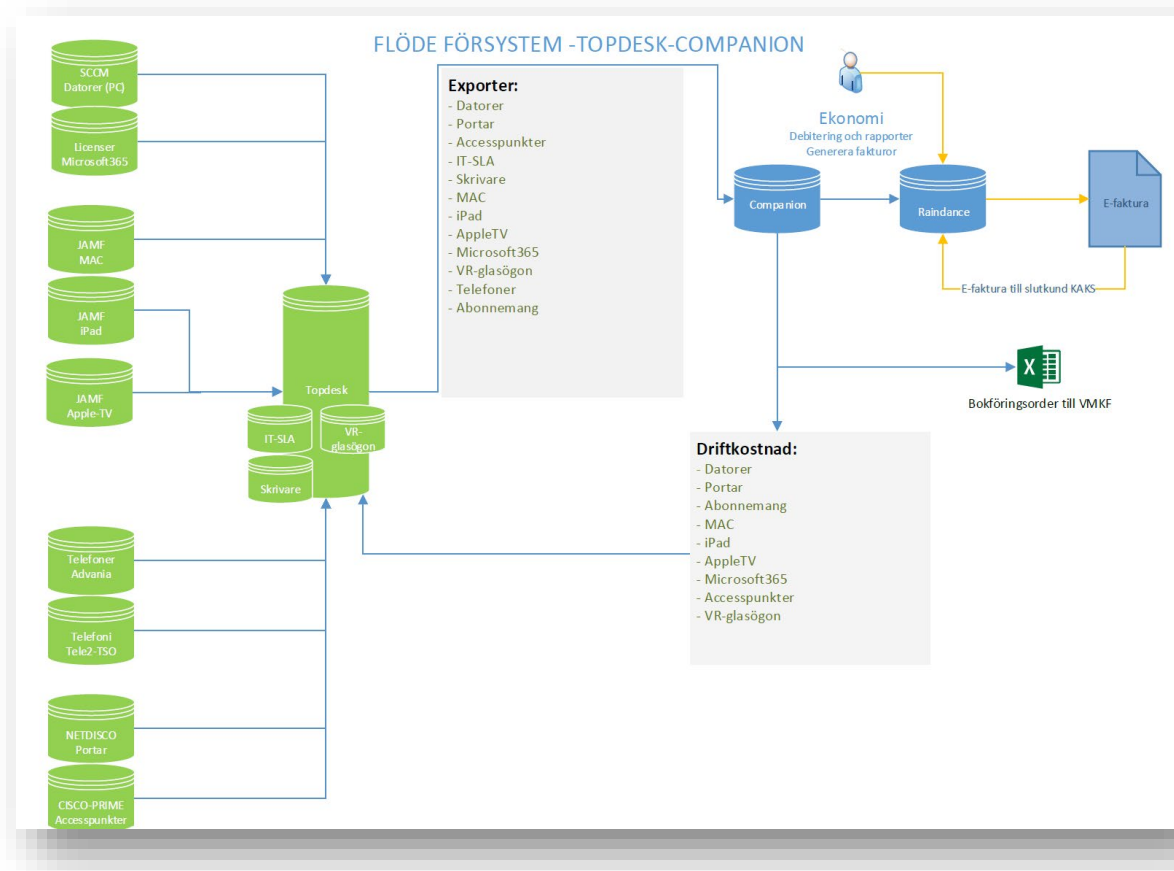 FLÖDE FÖRSYSTEM -TOPDESK-COMPANION
SCCM
Datorer (PC)
Licenser
Microsoft365
JAMF
MAC
JAMF
iPad
JAMF
Apple-TV
Topdesk
IT-SLA
VR-
glasögon
Skrivare
Telefoner
Advania
Telefoni
Tele2-TSO
NETDISCO
Portar
CISCO-PRIME
Accesspunkter
Exporter:
- Datorer
- Portar
- Accesspunkter
- IT-SLA
- Skrivare
- MAC
- iPad
- AppleTV
- Microsoft365
- VR-glasögon
- Telefoner
- Abonnemang
Ekonomi
Debitering och rapporter
Generera fakturor
Companion
Raindance
E-faktura
E-faktura till slutkund KAKS
Bokföringsorder till VMKF
Driftkostnad:
- Datorer
- Portar
- Abonnemang
- MAC
- iPad
- AppleTV
- Microsoft365
- Accesspunkter
- VR-glasögon